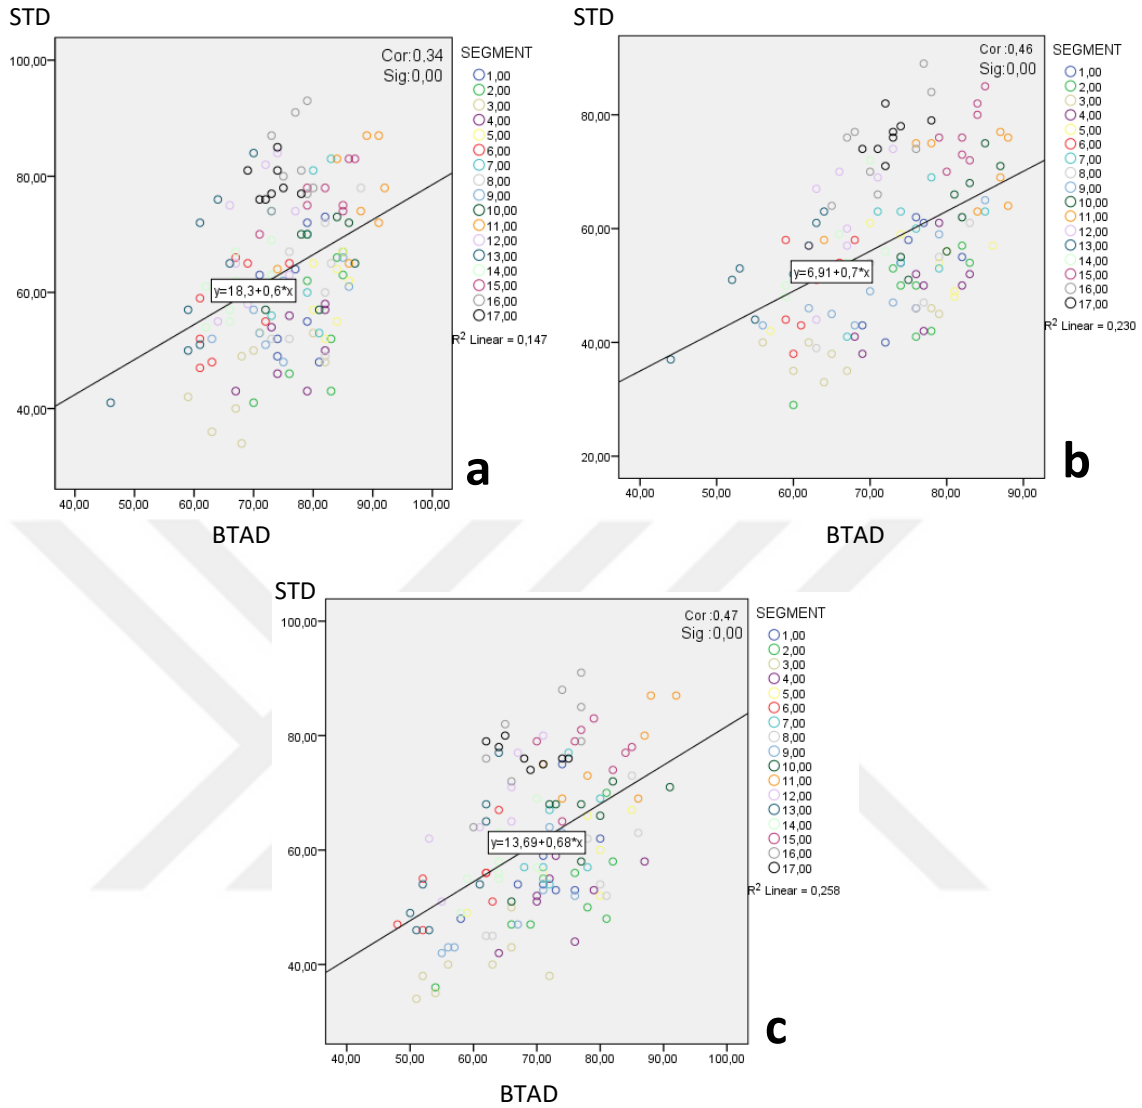 STD
Cor:0,34
Sig:0,00
SEGMENT
1,00
2,00
3,00
4,00
5,00
6,00
7,00
8,00
9,00
10,00
11,00
12,00
13,00
14,00
15,00
16,00
17,00
R² Linear = 0,147
100,00
80,00
60,00
40,00
y=18,3+0,6*x
40,00 50,00 60,00 70,00 80,00 90,00 100,00
BTAD
a
STD
Cor:0,46
Sig:0,00
SEGMENT
1,00
2,00
3,00
4,00
5,00
6,00
7,00
8,00
9,00
10,00
11,00
12,00
13,00
14,00
15,00
16,00
17,00
R² Linear = 0,230
80,00
60,00
40,00
20,00
y=6,91+0,7*x
40,00 50,00 60,00 70,00 80,00 90,00
BTAD
b
STD
Cor:0,47
Sig:0,00
SEGMENT
1,00
2,00
3,00
4,00
5,00
6,00
7,00
8,00
9,00
10,00
11,00
12,00
13,00
14,00
15,00
16,00
17,00
R² Linear = 0,258
100,00
80,00
60,00
40,00
y=13,69+0,68*x
40,00 50,00 60,00 70,00 80,00 90,00 100,00
BTAD
c